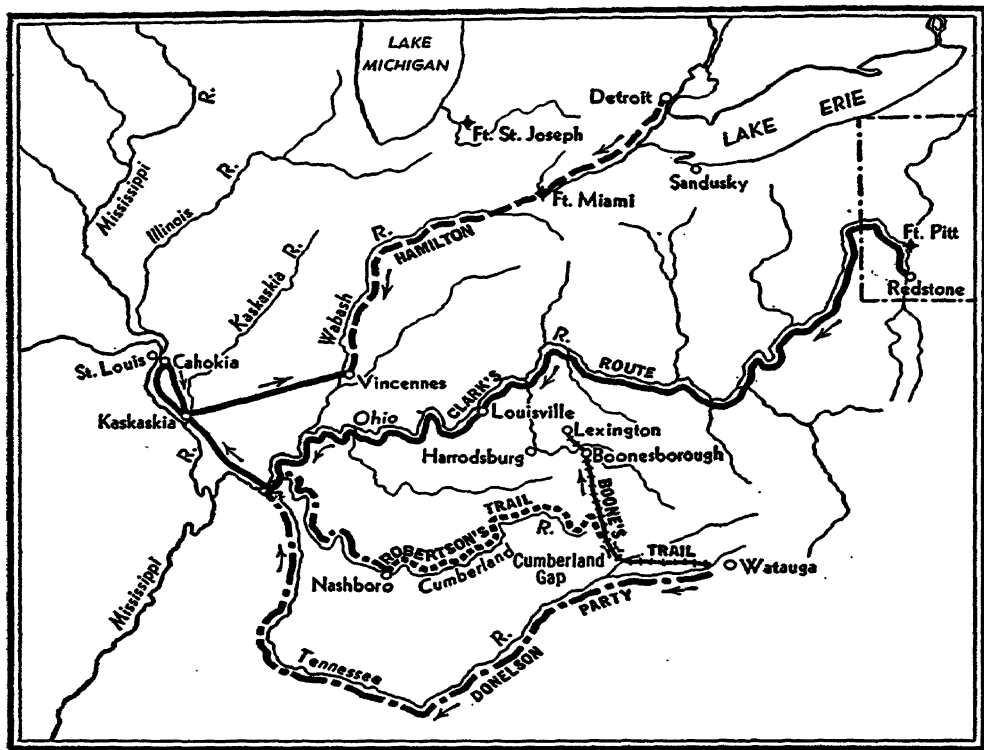 LAKE
MICHIGAN
Detroit
LAKE ERIE
R.
Ft. St. Joseph
Sandusky
Mississippi
Illinois R.
Ft. Miami
R.
HAMILTON
Ft. Pitt
Redstone
Kaskaskia R.
Wabash
St. Louis
Cahokia
Vincennes
R.
ROUTE
CLARK'S
Kaskaskia
Ohio
Louisville
Lexington
R.
Harrodsburg
Boonesborough
BOONE'S
TRAIL
ROBERTSON'S
TRAIL
R.
Nashboro
Cumberland
Cumberland
Gap
Watauga
Mississippi
PARTY
R.
DONELSON
Tennessee